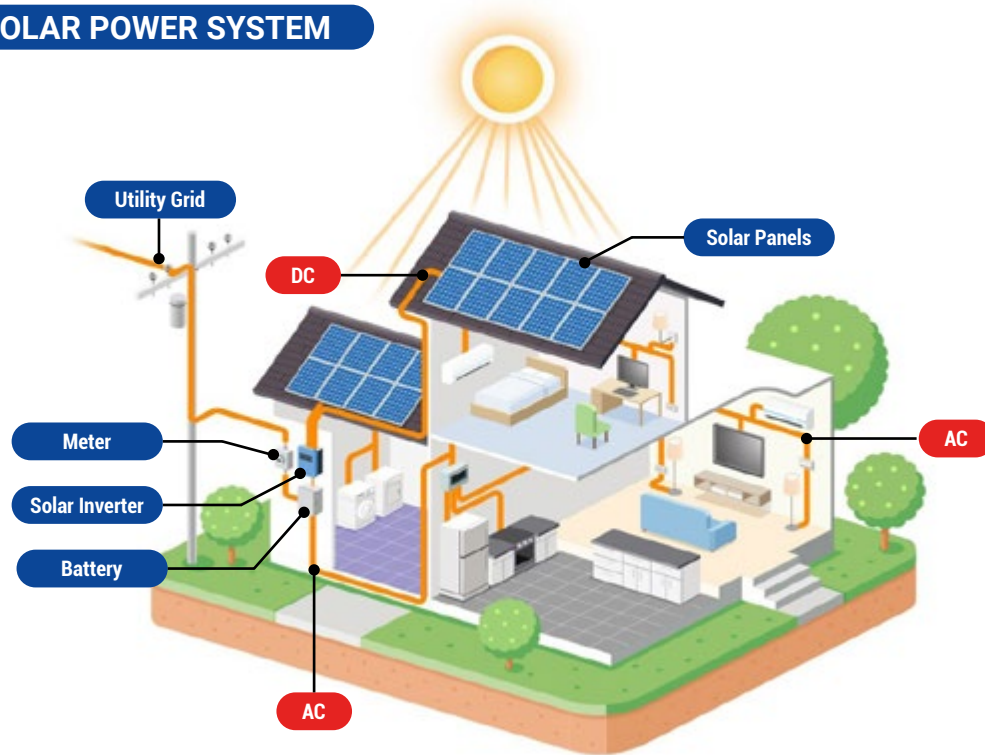 OLAR POWER SYSTEM
Utility Grid
Solar Panels
DC
Meter
AC
Solar Inverter
Battery
AC